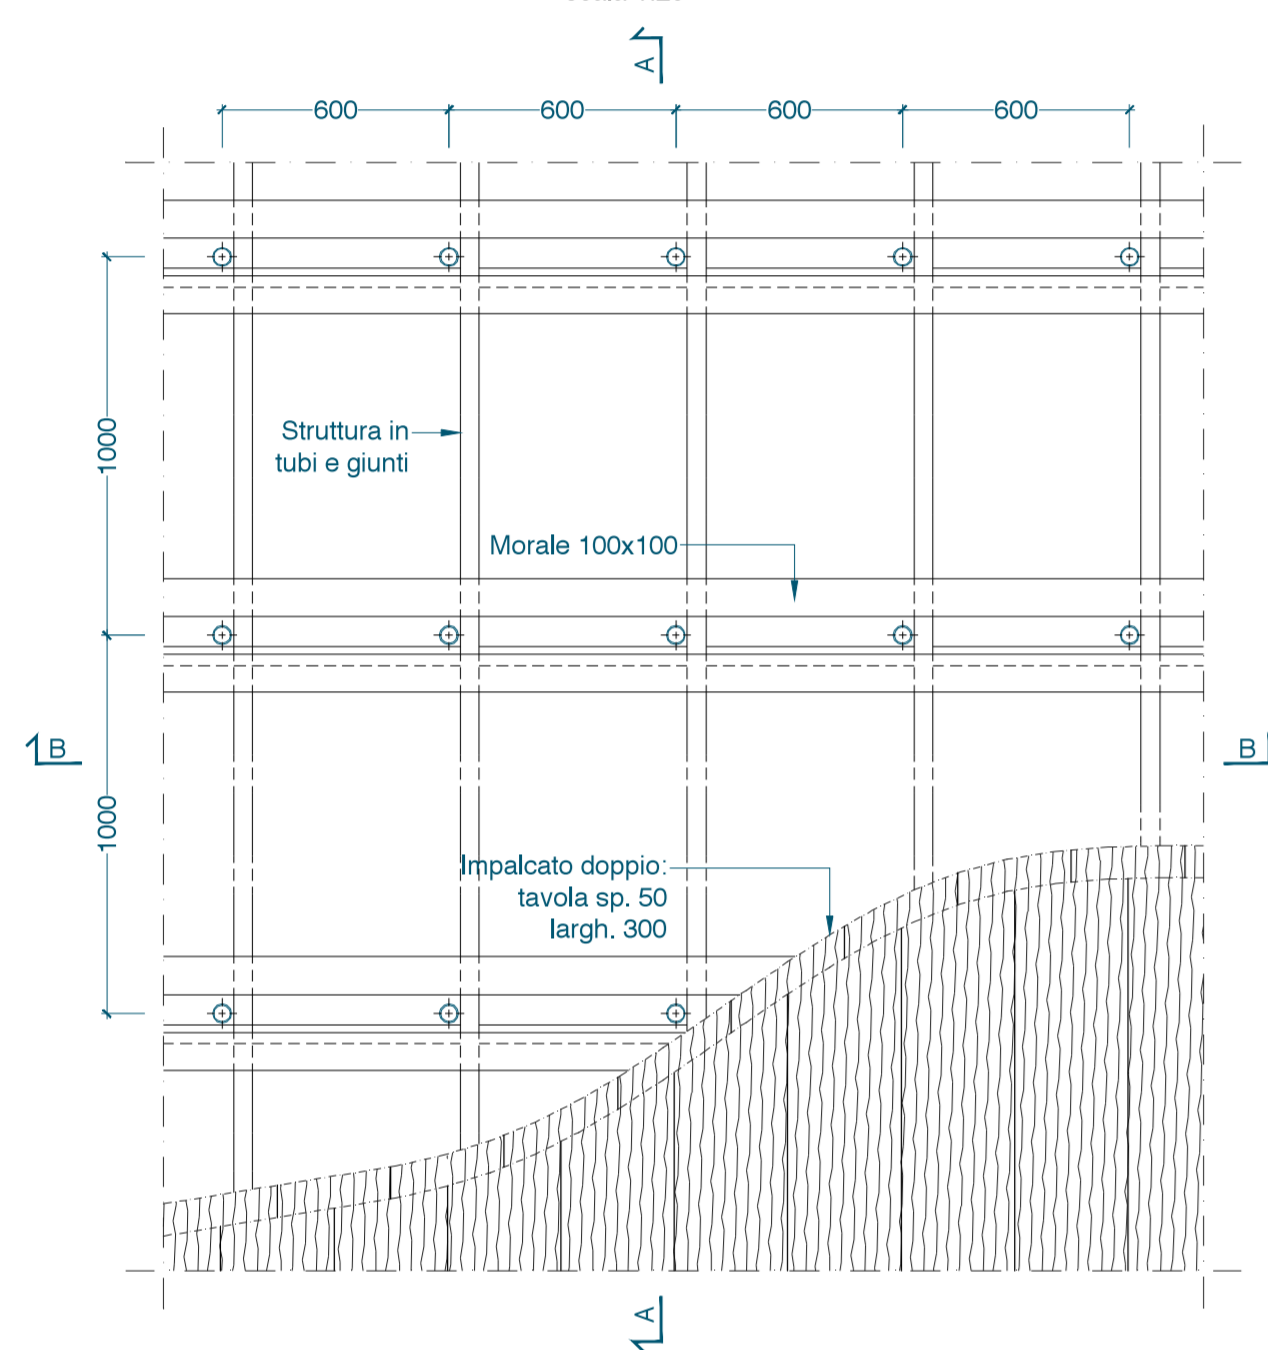 A
600 600 600 600
1000
Struttura in
tubi e giunti
Morale 100x100
B B
1000
Impalcato doppio:
tavola sp. 50
largh. 300
A